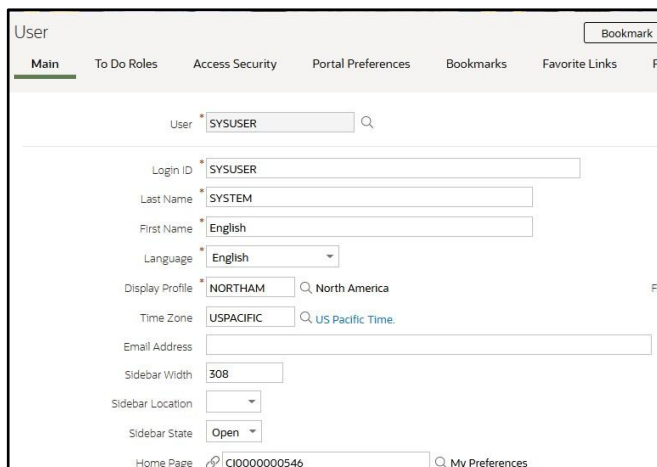 User
Bookmark
Main To Do Roles Access Security Portal Preferences Bookmarks Favorite Links
User * SYSUSER
Login ID * SYSUSER
Last Name * SYSTEM
First Name * English
Language * English
Display Profile * NORTHAM North America
Time Zone USPACIFIC US Pacific Time.
Email Address
Sidebar Width 308
Sidebar Location
Sidebar State Open
Home Page CI0000000546 My Preferences